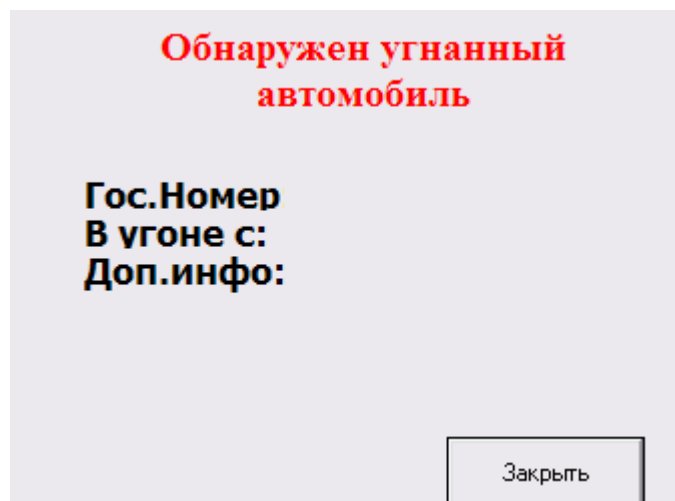 Обнаружен угнанный
автомобиль
Гос.Номер
В угоне с:
Доп.инфо:
Закрыть